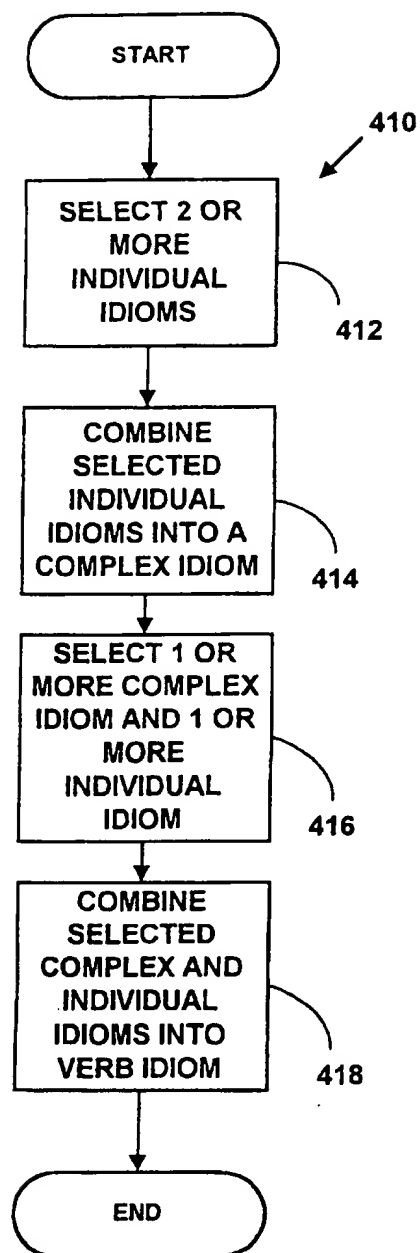 START
410
SELECT 2 OR
MORE
INDIVIDUAL
IDIOMS
412
COMBINE
SELECTED
INDIVIDUAL
IDIOMS INTO A
COMPLEX IDIOM
414
SELECT 1 OR
MORE COMPLEX
IDIOM AND 1 OR
MORE
INDIVIDUAL
IDIOM
416
COMBINE
SELECTED
COMPLEX AND
INDIVIDUAL
IDIOMS INTO
VERB IDIOM
418
END